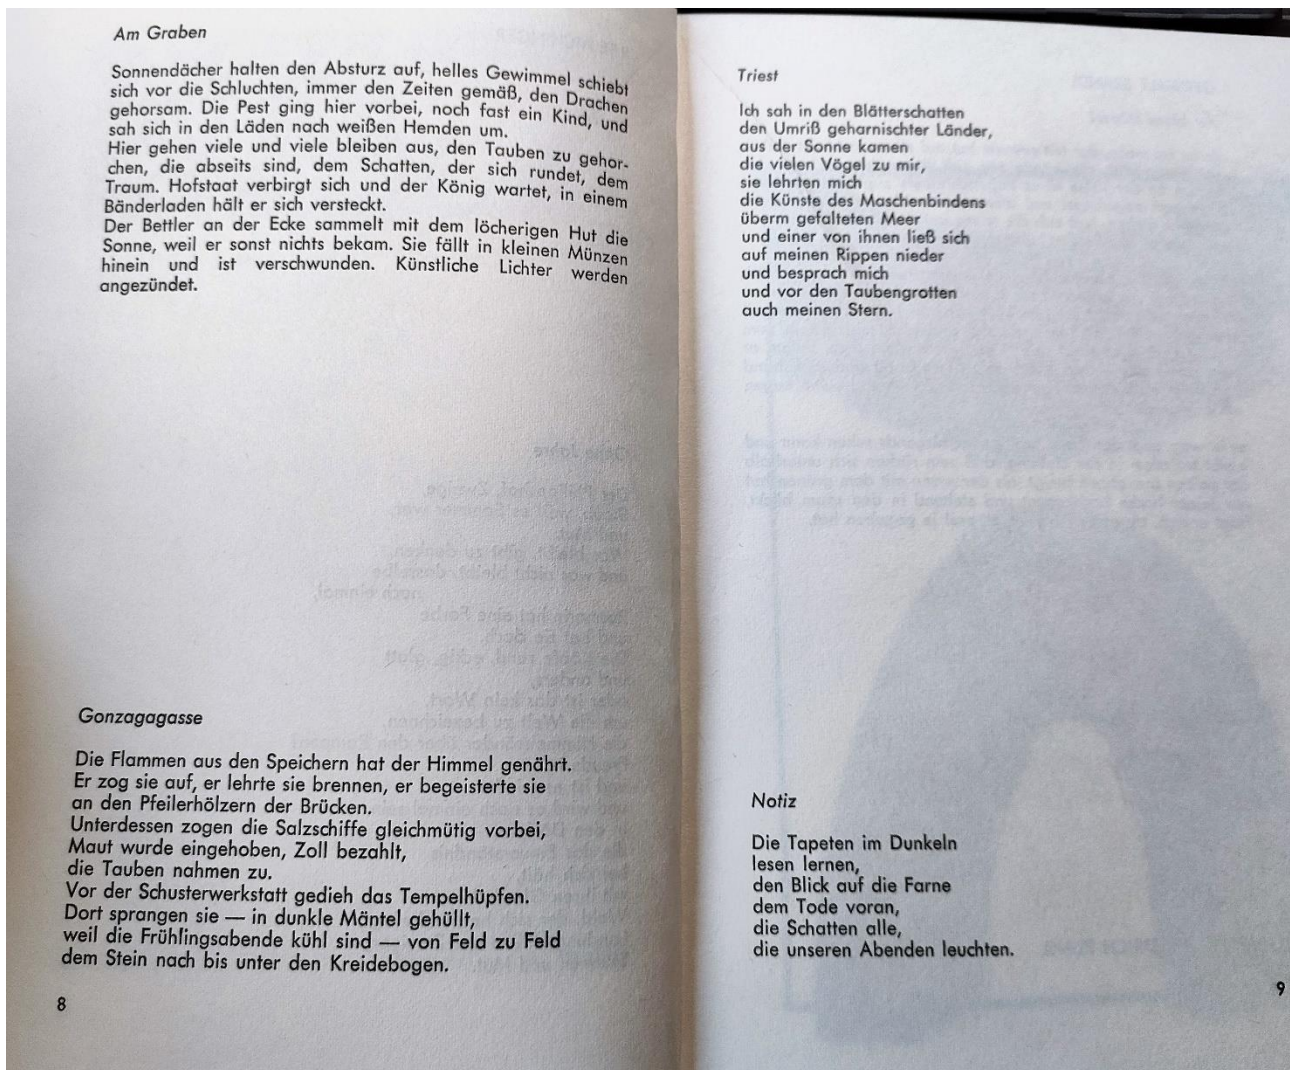 Am Graben
Sonnendächer halten den Absturz auf, helles Gewimmel schiebt
sich vor die Schluchten, immer den Zeiten gemäß, den Drachen
gehorsam. Die Pest ging hier vorbei, noch fast ein Kind, und
sah sich in den Läden nach weißen Hemden um.
Hier gehen viele und viele bleiben aus, den Tauben zu gehor-
chen, die abseits sind, dem Schatten, der sich rundet, dem
Traum. Hofstaat verbirgt sich und der König wartet, in einem
Bänderladen hält er sich versteckt.
Der Bettler an der Ecke sammelt mit dem löcherigen Hut die
Sonne, weil er sonst nichts bekam. Sie fällt in kleinen Münzen
hinein und ist verschwunden. Künstliche Lichter werden
angezündet.
Gonzagagasse
Die Flammen aus den Speichern hat der Himmel genährt.
Er zog sie auf, er lehrte sie brennen, er begeisterte sie
an den Pfeilerhölzern der Brücken.
Unterdessen zogen die Salzschiffe gleichmütig vorbei,
Maut wurde eingehoben, Zoll bezahlt,
die Tauben nahmen zu.
Vor der Schusterwerkstatt gedieh das Tempelhüpfen.
Dort sprangen sie — in dunkle Mäntel gehüllt,
weil die Frühlingsabende kühl sind — von Feld zu Feld
dem Stein nach bis unter den Kreidebogen.
8
Triest
Ich sah in den Blätterschatten
den Umriß geharnischter Länder,
aus der Sonne kamen
die vielen Vögel zu mir,
sie lehrten mich
die Künste des Maschenbindens
überm gefalteten Meer
und einer von ihnen ließ sich
auf meinen Rippen nieder
und besprach mich
und vor den Taubengrotten
auch meinen Stern.
Notiz
Die Tapeten im Dunkeln
lesen lernen,
den Blick auf die Farne
dem Tode voran,
die Schatten alle,
die unseren Abenden leuchten.
9